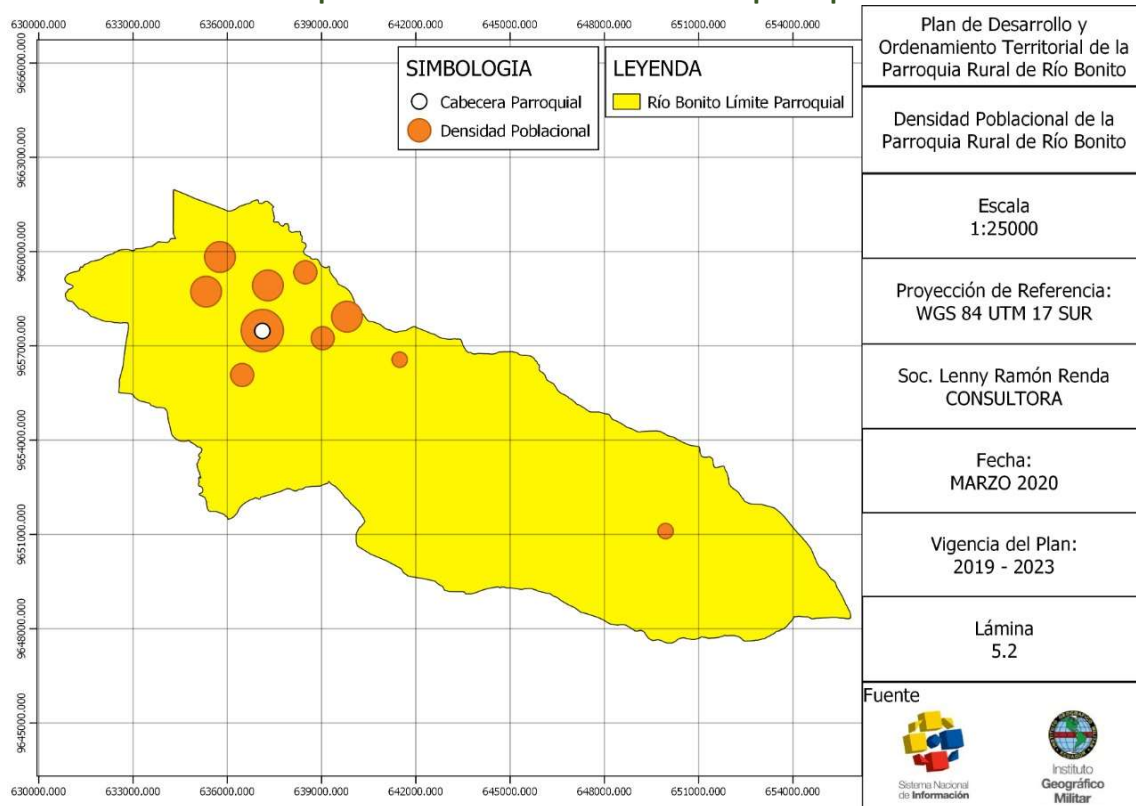 630000.000 633000.000 636000.000 639000.000 642000.000 645000.000 648000.000 651000.000 654000.000
9666000.000
9663000.000
9660000.000
9657000.000
9654000.000
9651000.000
9648000.000
9645000.000
SIMBOLOGIA
Cabecera Parroquial
Densidad Poblacional
LEYENDA
Río Bonito Límite Parroquial
630000.000 633000.000 636000.000 639000.000 642000.000 645000.000 648000.000 651000.000 654000.000
Plan de Desarrollo y
Ordenamiento Territorial de la
Parroquia Rural de Río Bonito
Densidad Poblacional de la
Parroquia Rural de Río Bonito
Escala
1:25000
Proyección de Referencia:
WGS 84 UTM 17 SUR
Soc. Lenny Ramón Renda
CONSULTORA
Fecha:
MARZO 2020
Vigencia del Plan:
2019 - 2023
Lámina
5.2
Fuente
Sistema Nacional
de Información
Instituto
Geográfico
Militar